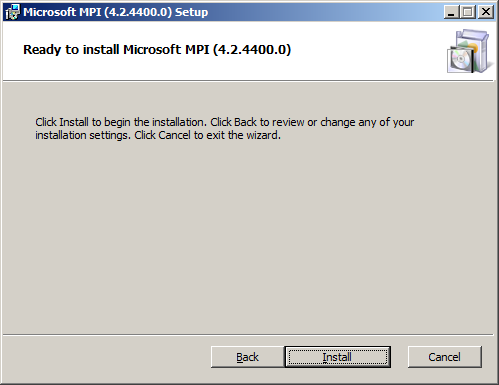 Microsoft MPI (4.2.4400.0) Setup
Ready to install Microsoft MPI (4.2.4400.0)
Click Install to begin the installation. Click Back to review or change any of your
installation settings. Click Cancel to exit the wizard.
Back Install Cancel